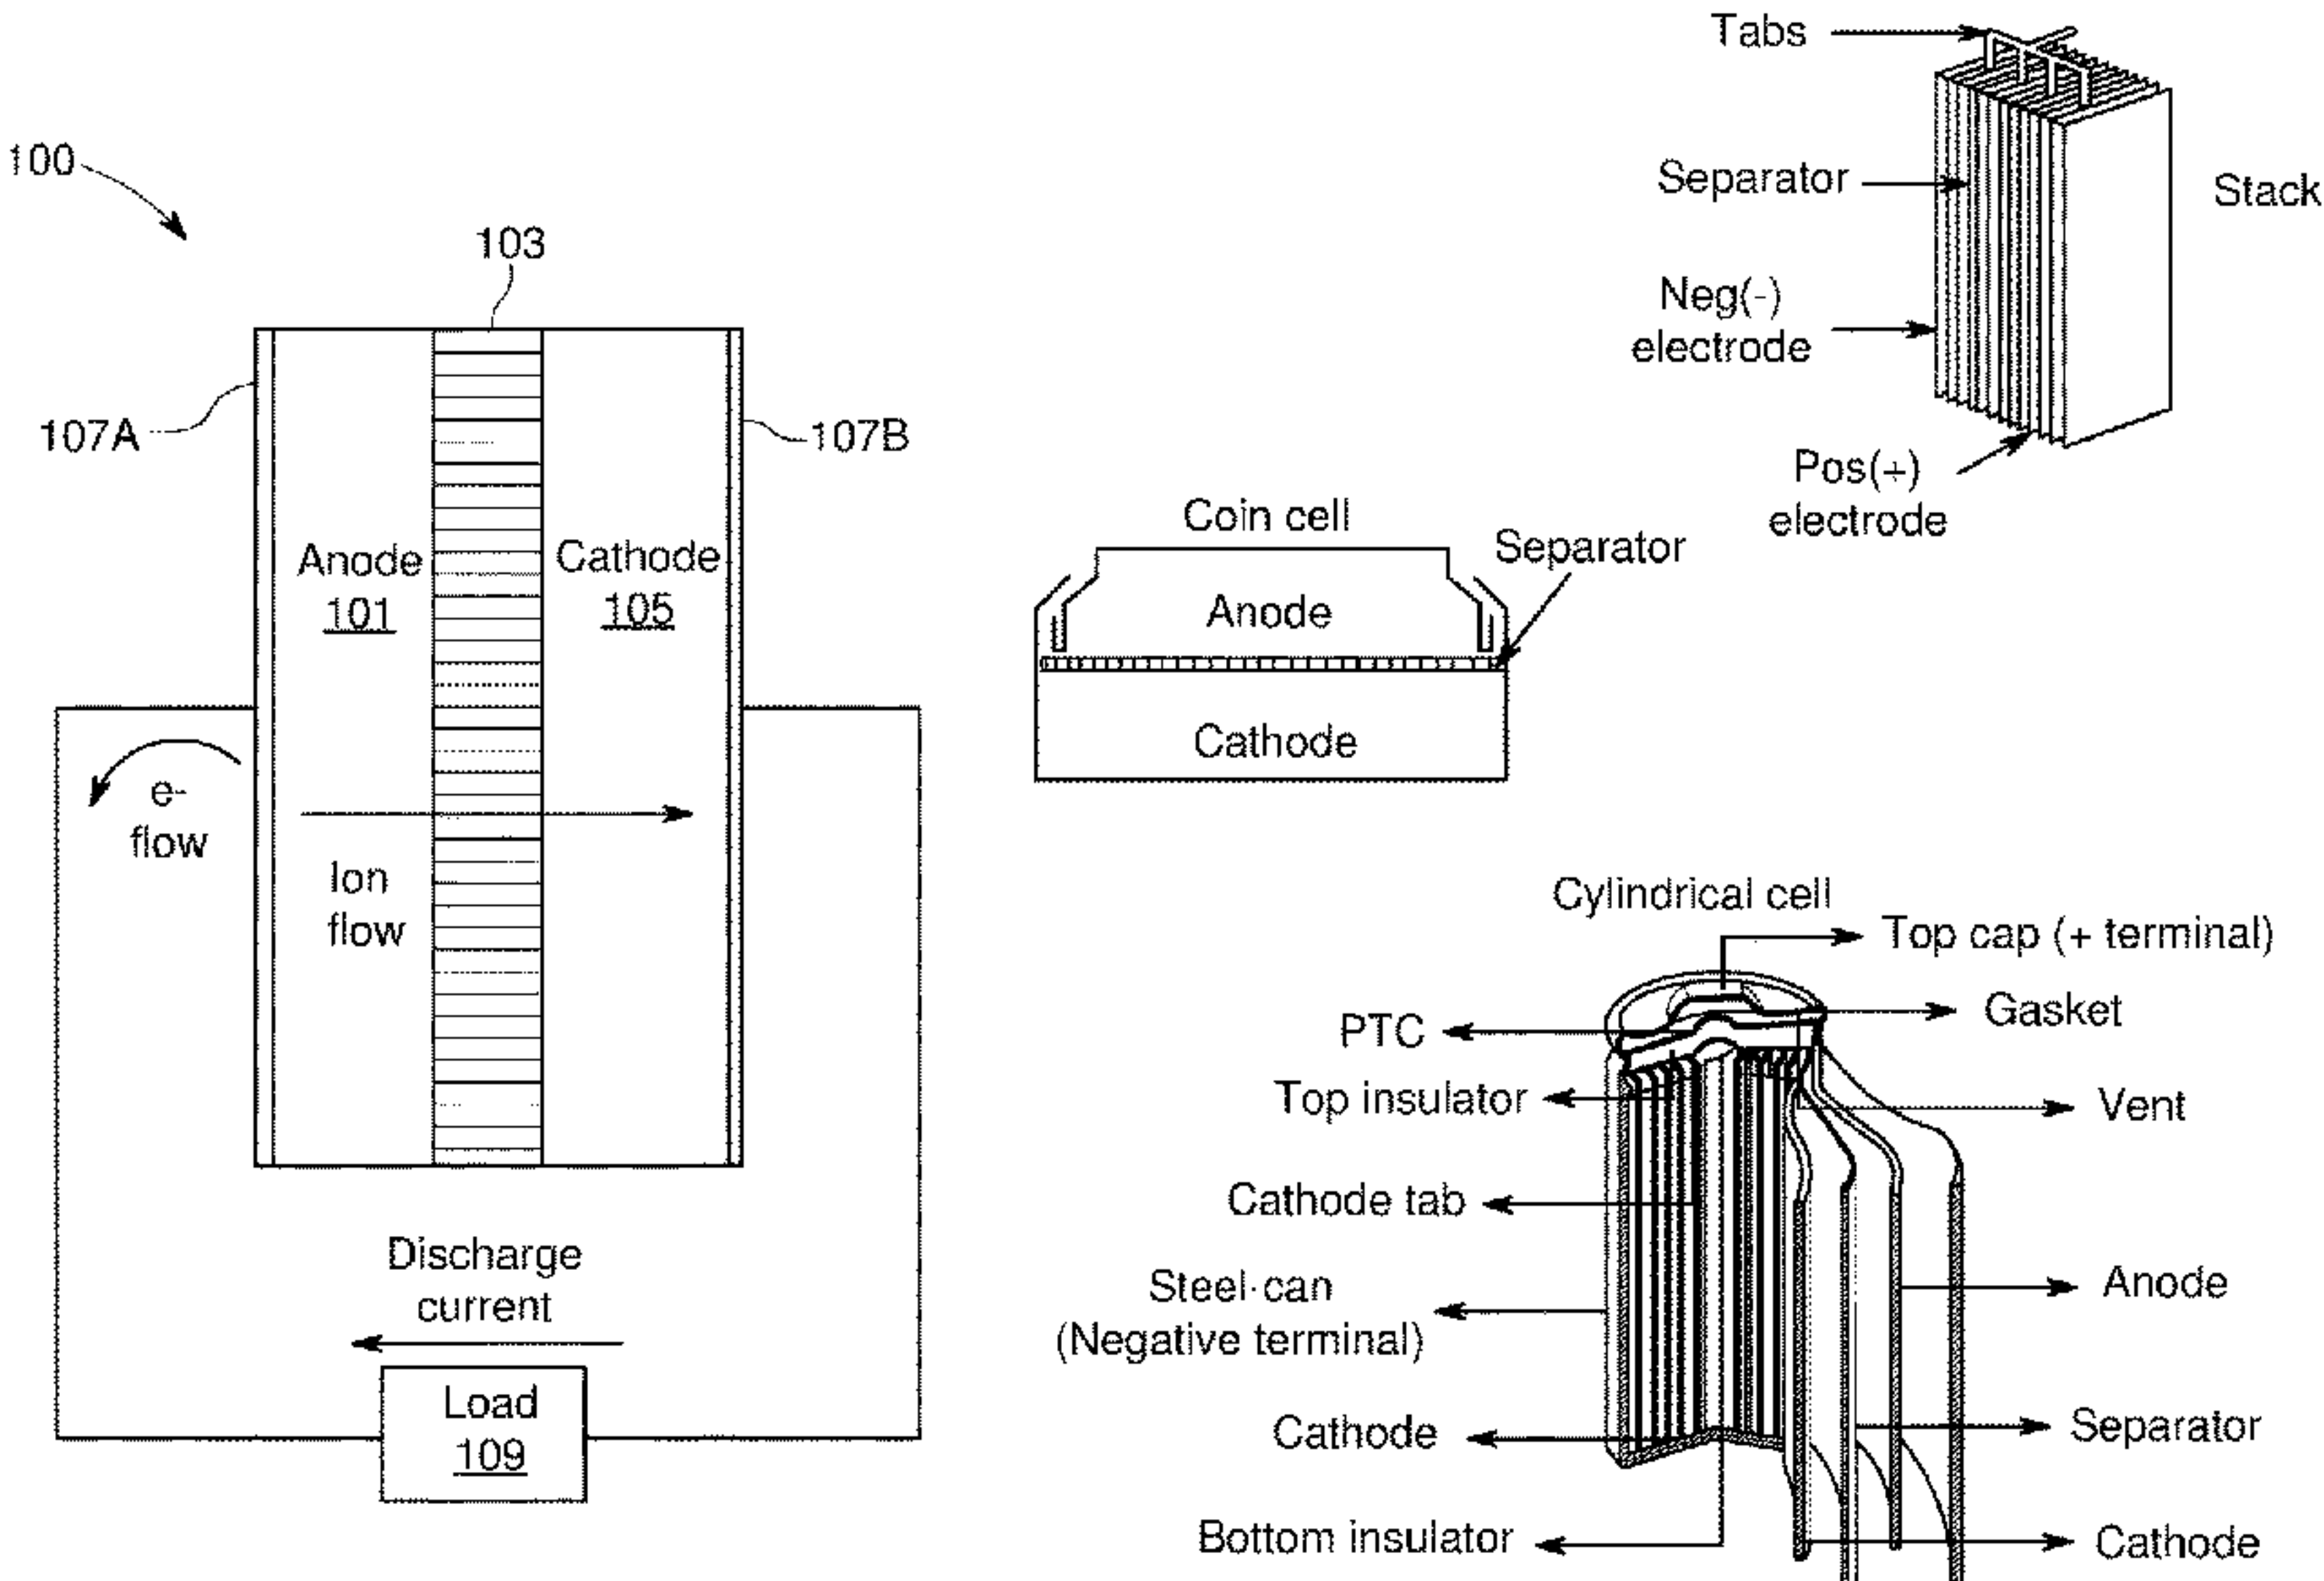 100
103
107A
107B
Anode
101
Cathode
105
e-
flow
Ion
flow
Discharge
current
Load
109
Tabs
Separator
Stack
Neg(-)
electrode
Pos(+)
electrode
Coin cell
Separator
Anode
Cathode
Cylindrical cell
Top cap (+ terminal)
Gasket
PTC
Top insulator
Vent
Cathode tab
Steel can
(Negative terminal)
Anode
Cathode
Separator
Bottom insulator
Cathode